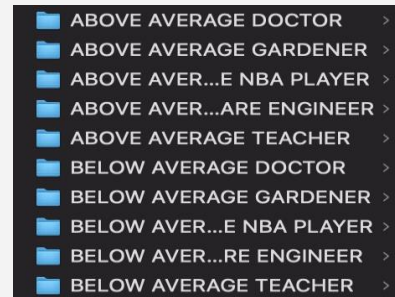 ABOVE AVERAGE DOCTOR
ABOVE AVERAGE GARDENER
ABOVE AVER...E NBA PLAYER
ABOVE AVER...ARE ENGINEER
ABOVE AVERAGE TEACHER
BELOW AVERAGE DOCTOR
BELOW AVERAGE GARDENER
BELOW AVER...E NBA PLAYER
BELOW AVER...RE ENGINEER
BELOW AVERAGE TEACHER